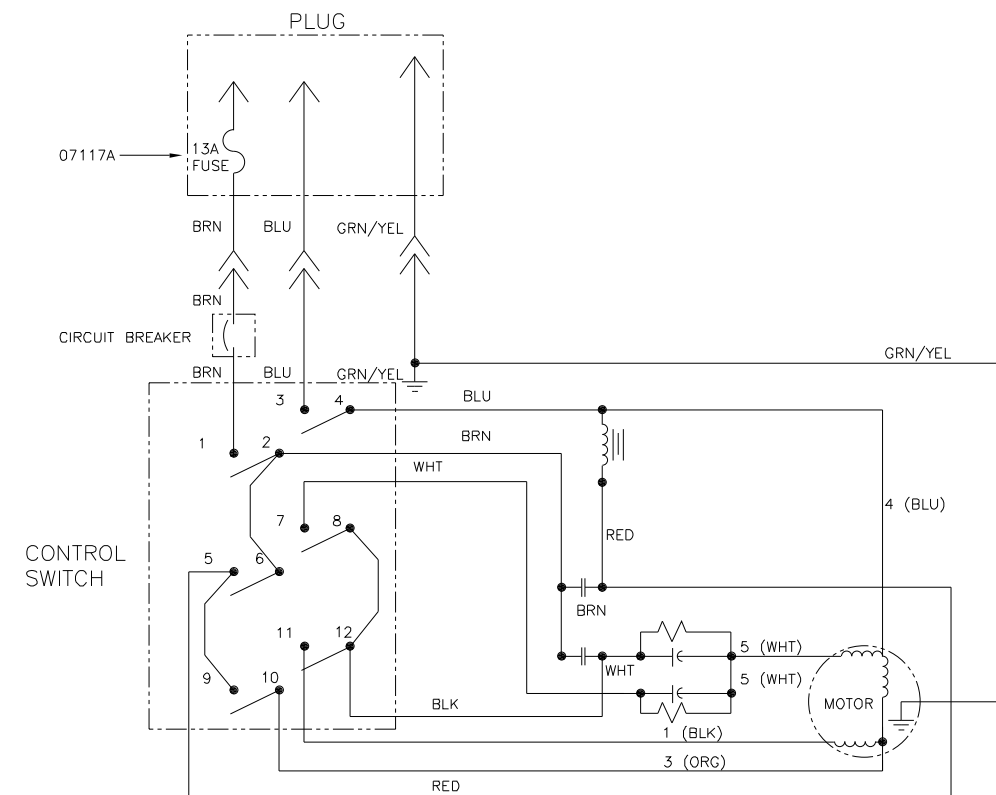 PLUG
07117A
13A
FUSE
BRN
BLU
GRN/YEL
BRN
CIRCUIT BREAKER
GRN/YEL
BRN
BLU
GRN/YEL
3
4
BLU
1
2
BRN
WHT
4 (BLU)
7
8
RED
CONTROL
SWITCH
5
6
BRN
11
12
5 (WHT)
WHT
9
10
5 (WHT)
BLK
MOTOR
1 (BLK)
3 (ORG)
RED